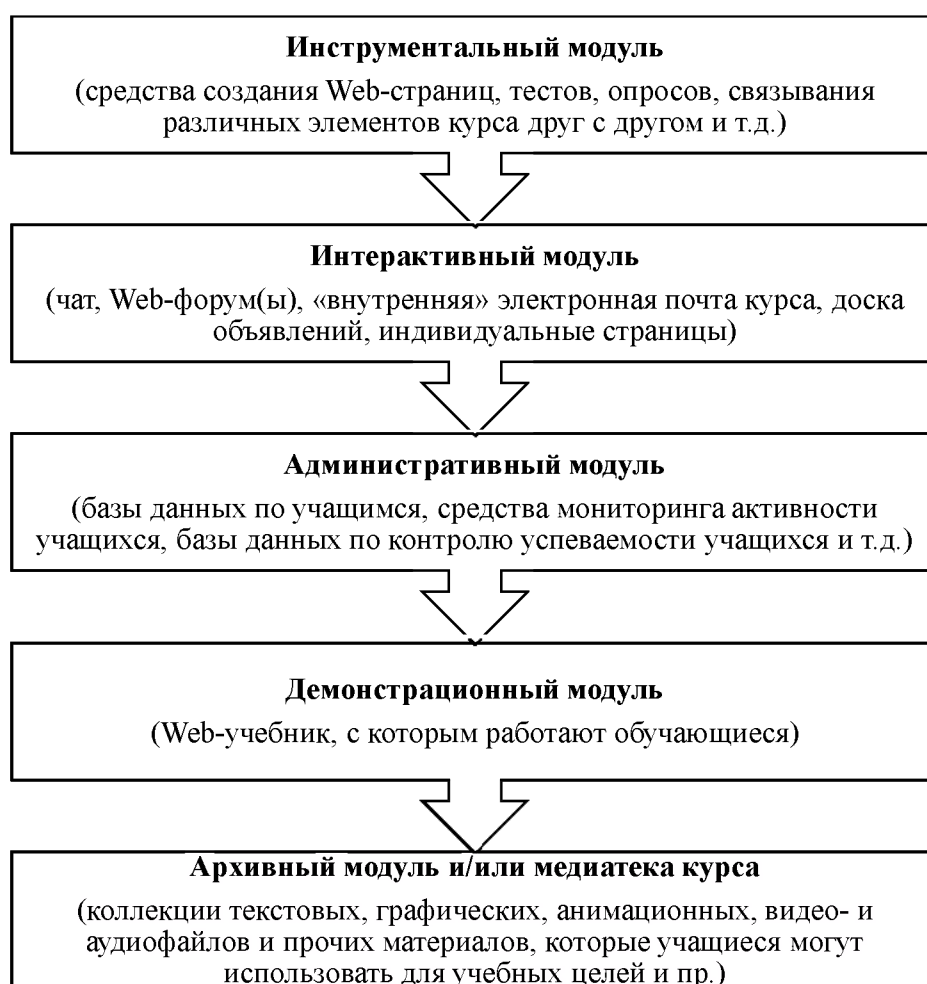 Инструментальный модуль
(средства создания Web-страниц, тестов, опросов, связывания
различных элементов курса друг с другом и т.д.)
Интерактивный модуль
(чат, Web-форум(ы), «внутренняя» электронная почта курса, доска
объявлений, индивидуальные страницы)
Административный модуль
(базы данных по учащимся, средства мониторинга активности
учащихся, базы данных по контролю успеваемости учащихся и т.д.)
Демонстрационный модуль
(Web-учебник, с которым работают обучающиеся)
Архивный модуль и/или медиатека курса
(коллекции текстовых, графических, анимационных, видео- и
аудиофайлов и прочих материалов, которые учащиеся могут
использовать для учебных целей и пр.)